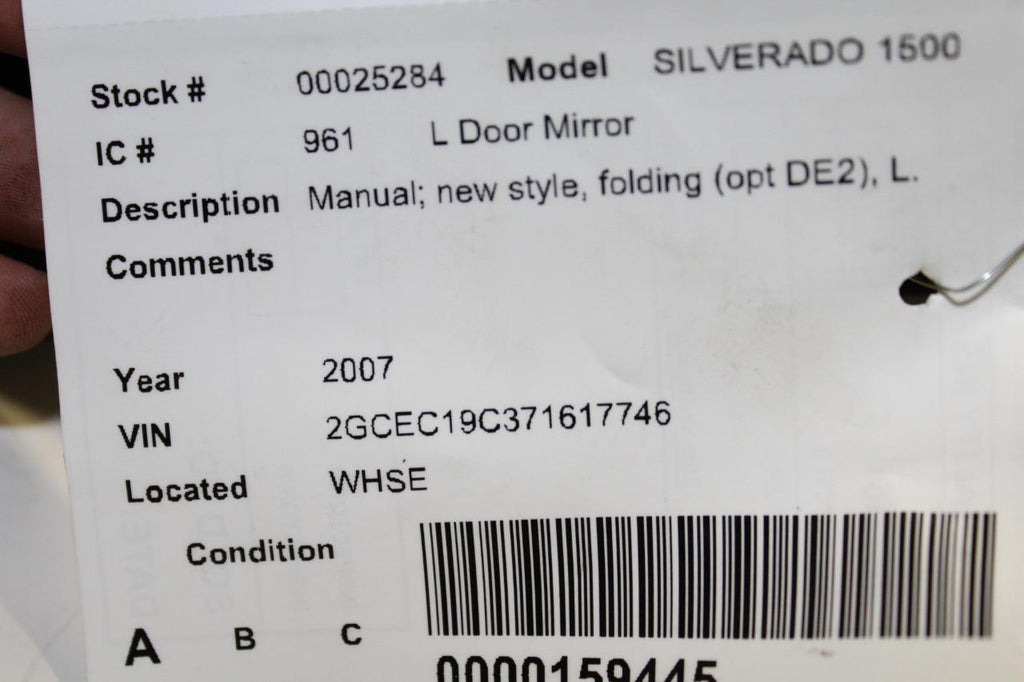 Stock # 00025284 Model SILVERADO 1500
IC # 961 L Door Mirror
Description Manual; new style, folding (opt DE2), L.
Comments
Year 2007
VIN 2GCEC19C371617746
Located WHSE
Condition
A B C
0000159445